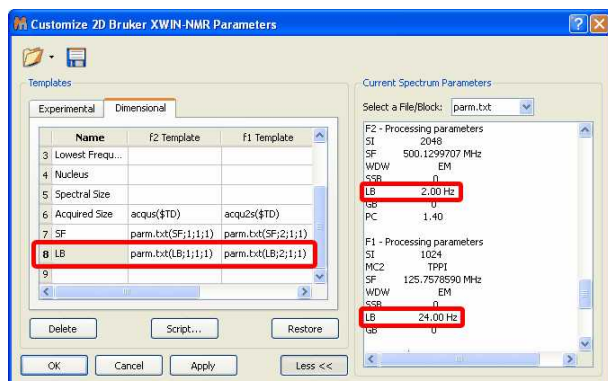 Customize 2D Bruker XWIN-NMR Parameters
Templates
Experimental Dimensional
Name f2 Template f1 Template
3 Lowest Frequ...
4 Nucleus
5 Spectral Size
6 Acquired Size acqus($TD) acqu2s($TD)
7 SF parm.txt(SF;1;1;1) parm.txt(SF;2;1;1)
8 LB parm.txt(LB;1;1;1) parm.txt(LB;2;1;1)
9
Delete Script... Restore
OK Cancel Apply Less <<
Current Spectrum Parameters
Select a File/Block: parm.txt
F2 - Processing parameters
SI 2048
SF 500.1299707 MHz
WDW EM
SSB 0
LB 2.00 Hz
GB 0
PC 1.40
F1 - Processing parameters
SI 1024
MC2 TPPI
SF 125.7578590 MHz
WDW EM
SSB 0
LB 24.00 Hz
GB 0